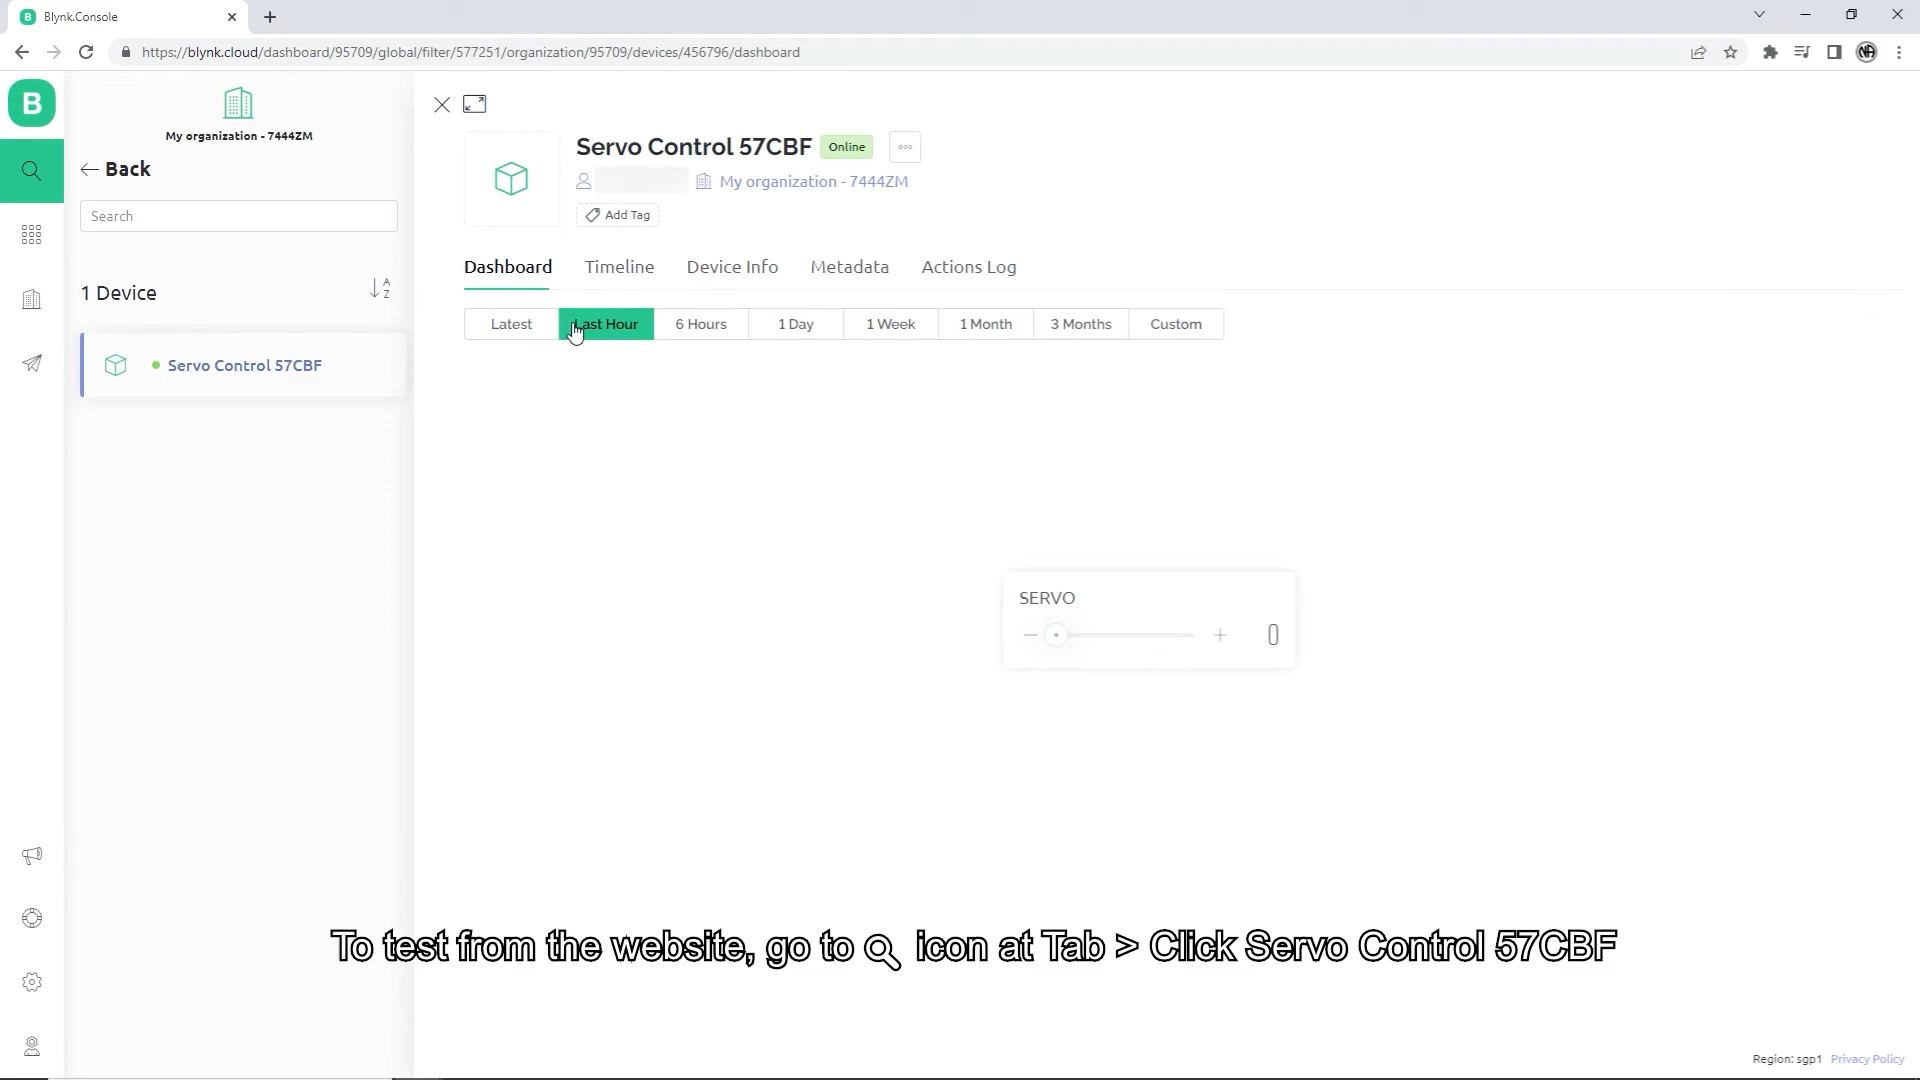 Blynk.Console
https://blynk.cloud/dashboard/95709/global/filter/577251/organization/95709/devices/456796/dashboard
B
My organization - 7444ZM
Back
Search
1 Device
A
Z
Servo Control 57CBF
Servo Control 57CBF Online
My organization - 7444ZM
Add Tag
Dashboard Timeline Device Info Metadata Actions Log
Latest Last Hour 6 Hours 1 Day 1 Week 1 Month 3 Months Custom
SERVO
0
To test from the website, go to icon at Tab > Click Servo Control 57CBF
Region: sgp1 Privacy Policy